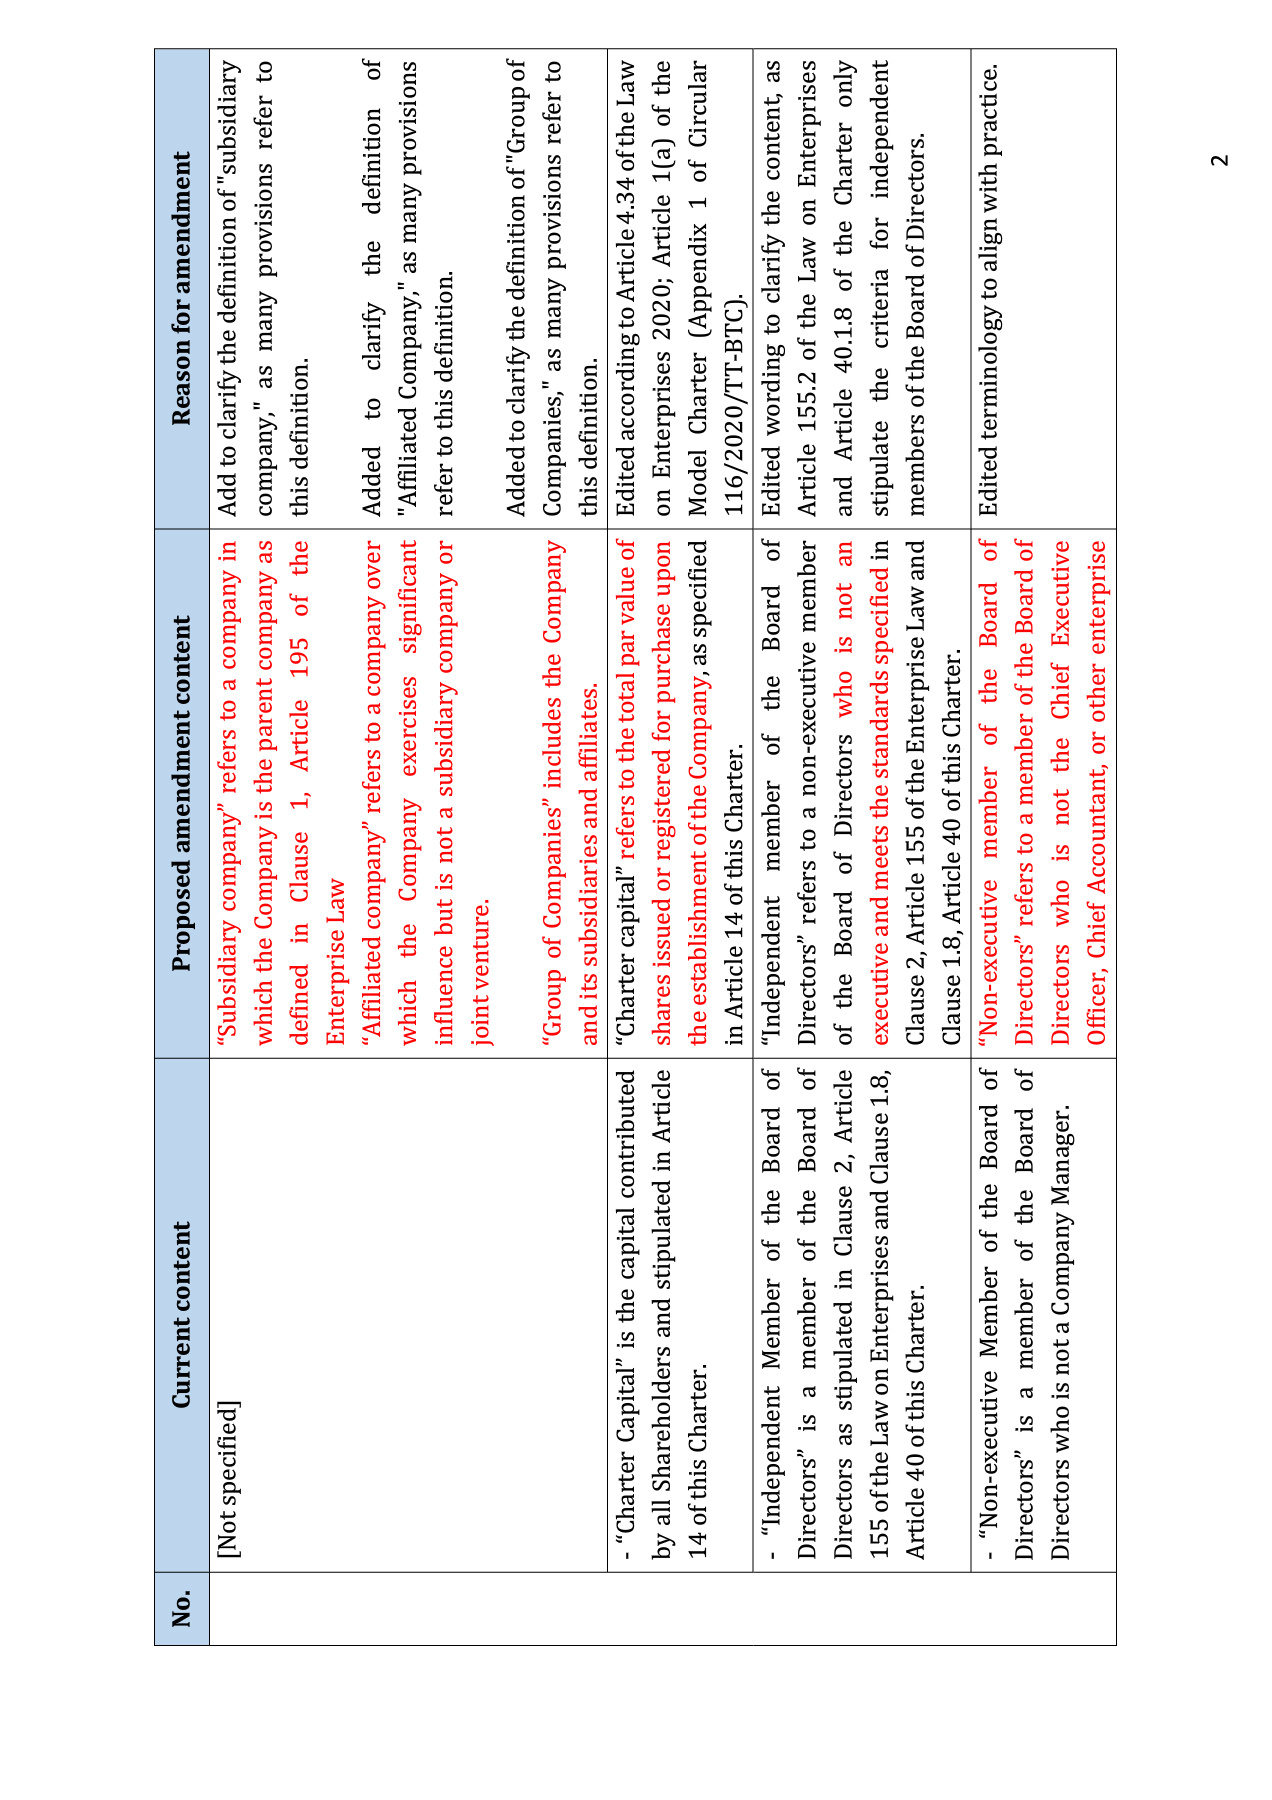 No.
Current content
Proposed amendment content
Reason for amendment
[Not specified]
“Subsidiary company” refers to a company in
which the Company is the parent company as
defined in Clause 1, Article 195 of the
Enterprise Law
“Affiliated company” refers to a company over
which the Company exercises significant
influence but is not a subsidiary company or
joint venture.
“Group of Companies” includes the Company
and its subsidiaries and affiliates.
Add to clarify the definition of "subsidiary
company," as many provisions refer to
this definition.
Added to clarify the definition of
"Affiliated Company," as many provisions
refer to this definition.
Added to clarify the definition of "Group of
Companies," as many provisions refer to
this definition.
- “Charter Capital” is the capital contributed
by all Shareholders and stipulated in Article
14 of this Charter.
“Charter capital” refers to the total par value of
shares issued or registered for purchase upon
the establishment of the Company, as specified
in Article 14 of this Charter.
Edited according to Article 4.34 of the Law
on Enterprises 2020; Article 1(a) of the
Model Charter (Appendix 1 of Circular
116/2020/TT-BTC).
- “Independent Member of the Board of
Directors” is a member of the Board of
Directors as stipulated in Clause 2, Article
155 of the Law on Enterprises and Clause 1.8,
Article 40 of this Charter.
“Independent member of the Board of
Directors” refers to a non-executive member
of the Board of Directors who is not an
executive and meets the standards specified in
Clause 2, Article 155 of the Enterprise Law and
Clause 1.8, Article 40 of this Charter.
Edited wording to clarify the content, as
Article 155.2 of the Law on Enterprises
and Article 40.1.8 of the Charter only
stipulate the criteria for independent
members of the Board of Directors.
- “Non-executive Member of the Board of
Directors” is a member of the Board of
Directors who is not a Company Manager.
“Non-executive member of the Board of
Directors” refers to a member of the Board of
Directors who is not the Chief Executive
Officer, Chief Accountant, or other enterprise
Edited terminology to align with practice.
2